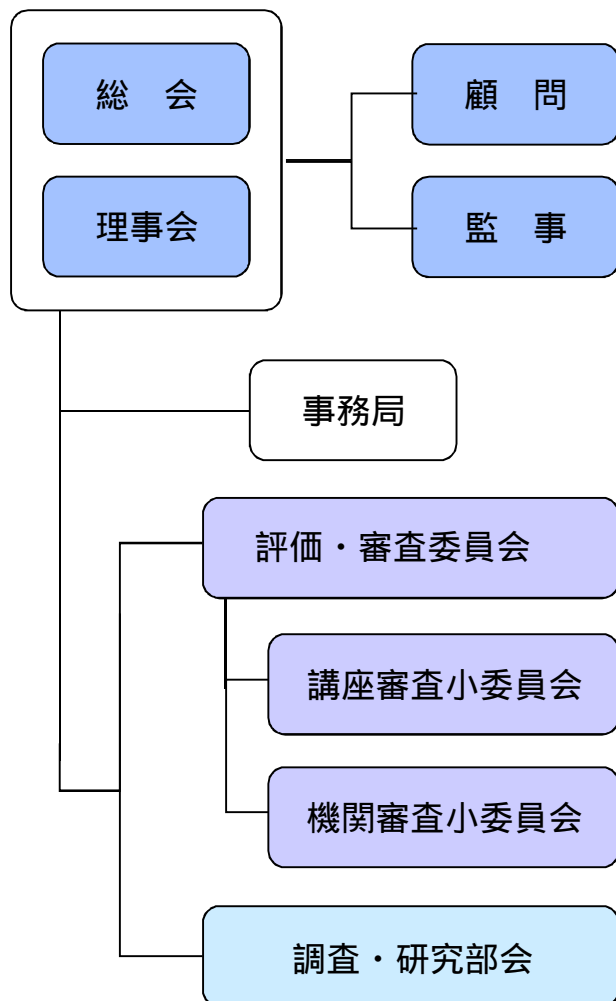 総　会
顧　問
理事会
監　事
事務局
評価・審査委員会
講座審査小委員会
機関審査小委員会
調査・研究部会